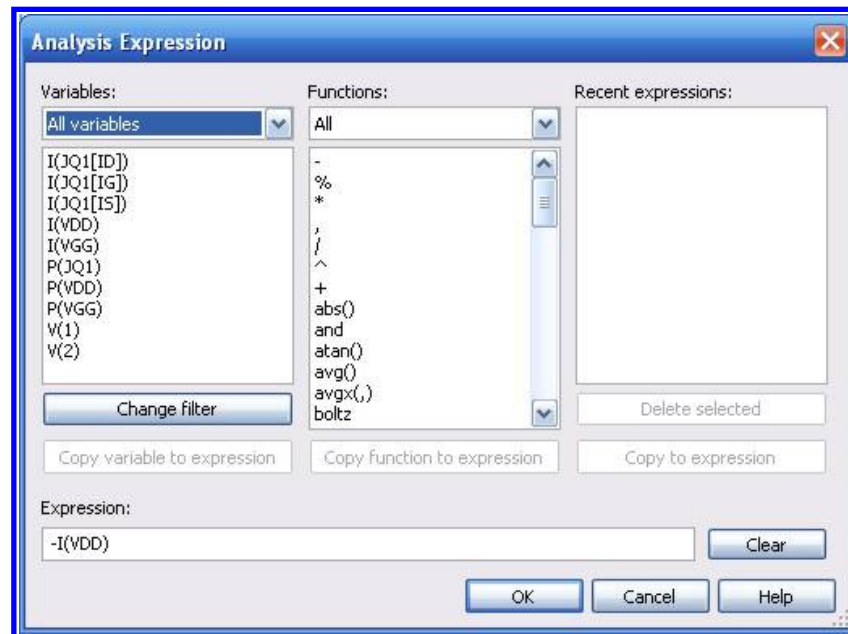 Analysis Expression
Variables:
All variables
I(JQ1[ID])
I(JQ1[IG])
I(JQ1[IS])
I(VDD)
I(VGG)
P(JQ1)
P(VDD)
P(VGG)
V(1)
V(2)
Change filter
Copy variable to expression
Functions:
All
-
%
*
,
/
^
+
abs()
and
atan()
avg()
avgx(,)
boltz
Copy function to expression
Recent expressions:
Delete selected
Copy to expression
Expression:
-I(VDD)
Clear
OK
Cancel
Help